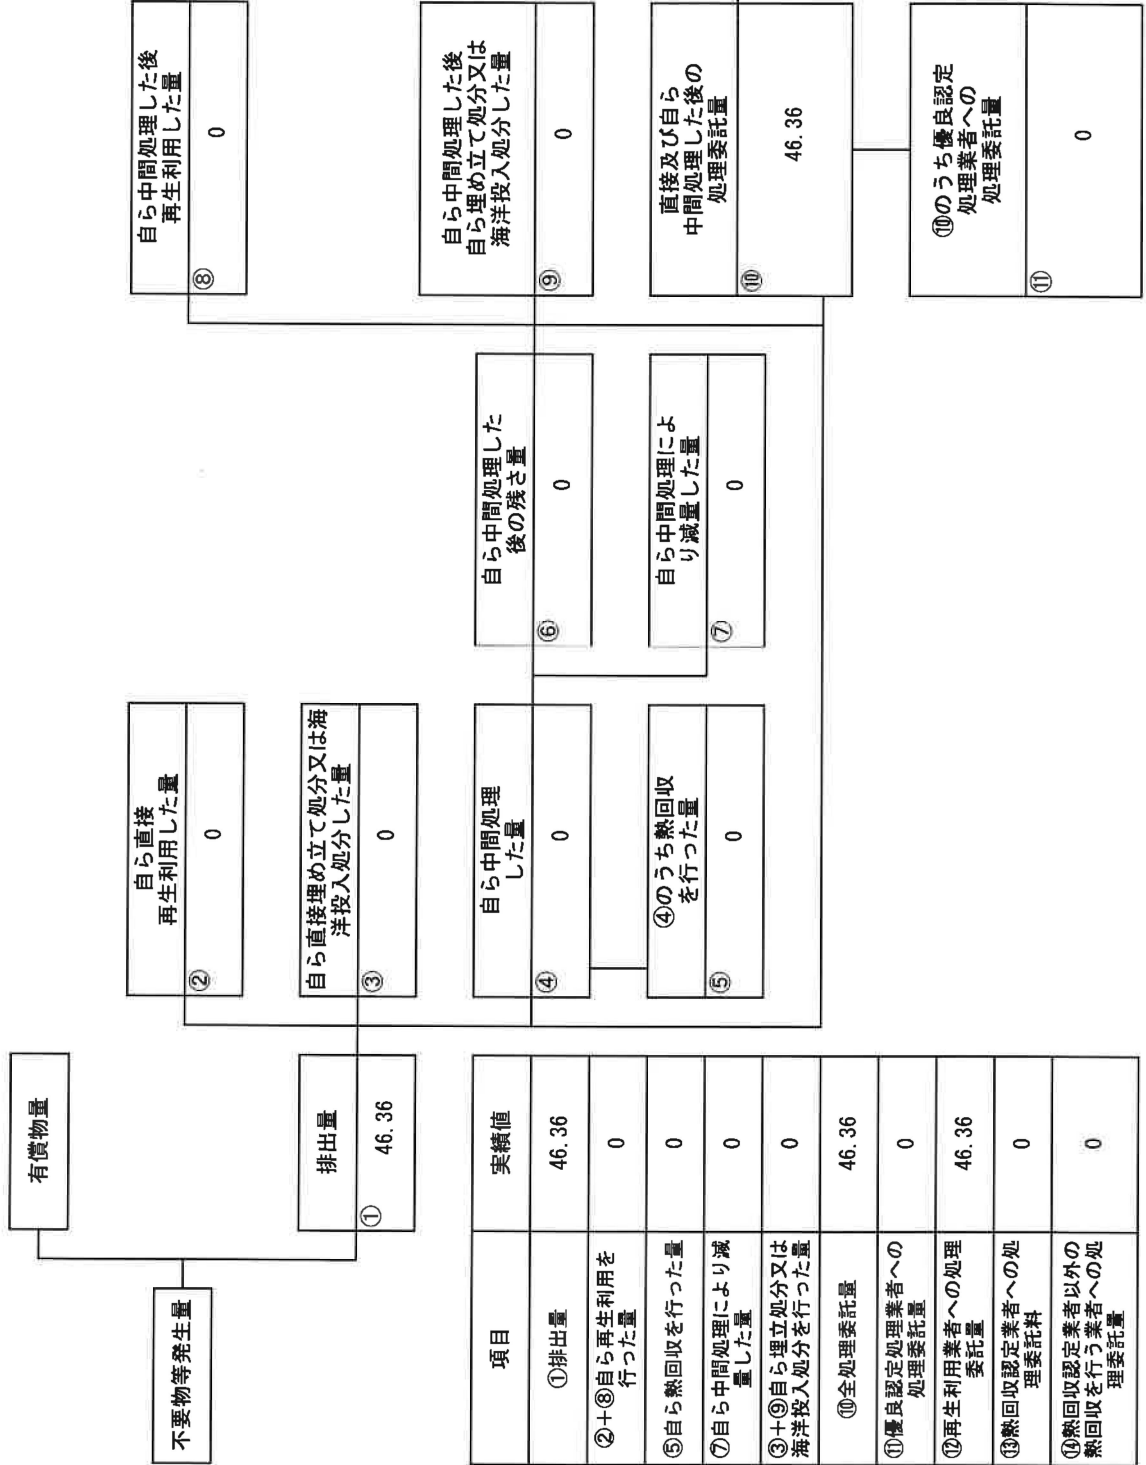 不要物等発生量
有償物量
排出量
①
46.36
自ら直接
再生利用した量
②
0
自ら直接埋め立て処分又は海
洋投入処分した量
③
0
自ら中間処理
した量
④
0
④のうち熱回収
を行った量
⑤
0
自ら中間処理した
後の残さ量
⑥
0
自ら中間処理によ
り減量した量
⑦
0
自ら中間処理した後
再生利用した量
⑧
0
自ら中間処理した後
自ら埋め立て処分又は
海洋投入処分した量
⑨
0
直接及び自ら
中間処理した後の
処理委託量
⑩
46.36
⑩のうち優良認定
処理業者への
処理委託量
⑪
0
項目 実績値
①排出量 46.36
②+⑧自ら再生利用を
行った量 0
⑤自ら熱回収を行った量 0
⑦自ら中間処理により減
量した量 0
③+⑨自ら埋立処分又は
海洋投入処分を行った量 0
⑩全処理委託量 46.36
⑪優良認定処理業者への
処理委託量 0
⑫再生利用業者への処理
委託量 46.36
⑬熱回収認定業者への処
理委託料 0
⑭熱回収認定業者以外の
熱回収を行う業者への処
理委託量 0